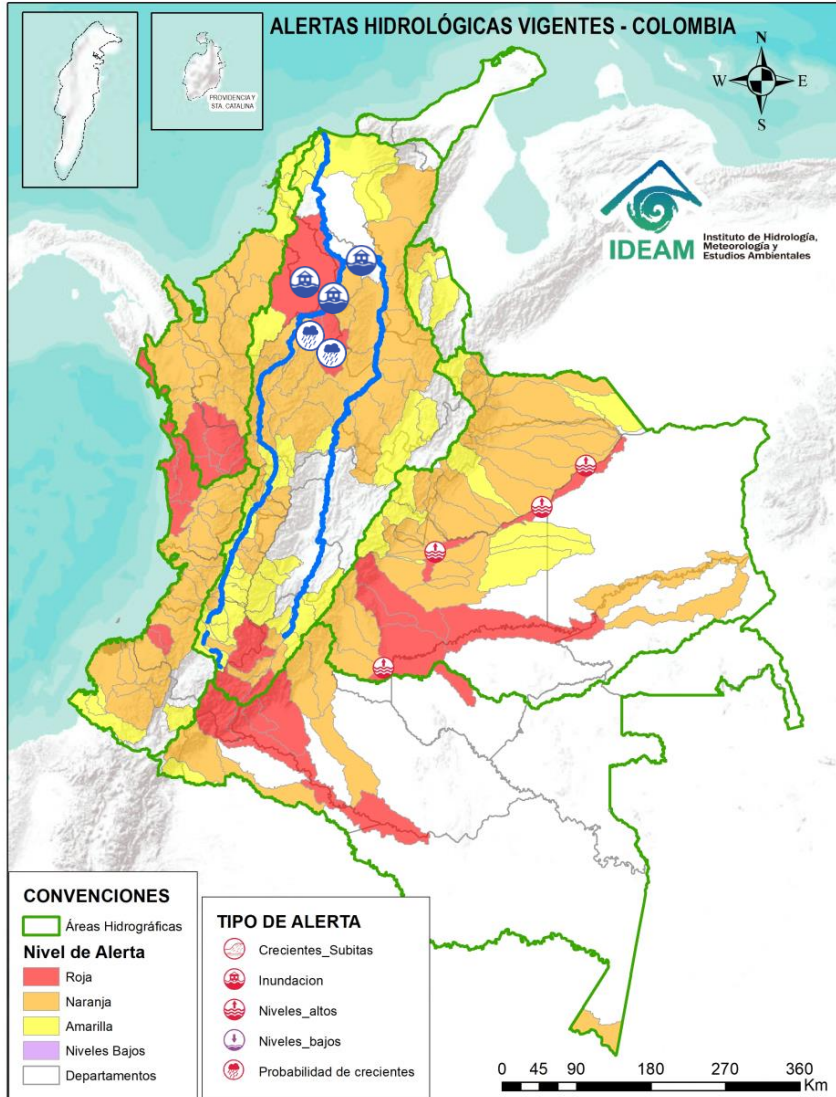 ALERTAS HIDROLÓGICAS VIGENTES - COLOMBIA
PROVIDENCIA Y
STA. CATALINA
N
W
E
S
IDEAM
Instituto de Hidrología,
Meteorología y
Estudios Ambientales
CONVENCIONES
Áreas Hidrográficas
Nivel de Alerta
Roja
Naranja
Amarilla
Niveles Bajos
Departamentos
TIPO DE ALERTA
Crecientes_Subitas
Inundacion
Niveles_altos
Niveles_bajos
Probabilidad de crecientes
0 45 90 180 270 360
Km